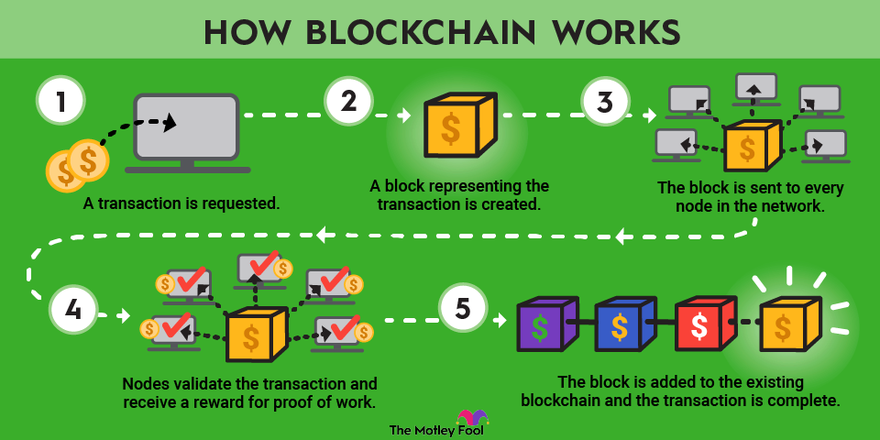 HOW BLOCKCHAIN WORKS
1
2
3
$
$
$
$
A transaction is requested.
A block representing the
transaction is created.
The block is sent to every
node in the network.
4
5
$
$
$
$
$
$
$
$
$
$
Nodes validate the transaction and
receive a reward for proof of work.
The block is added to the existing
blockchain and the transaction is complete.
The Motley Fool